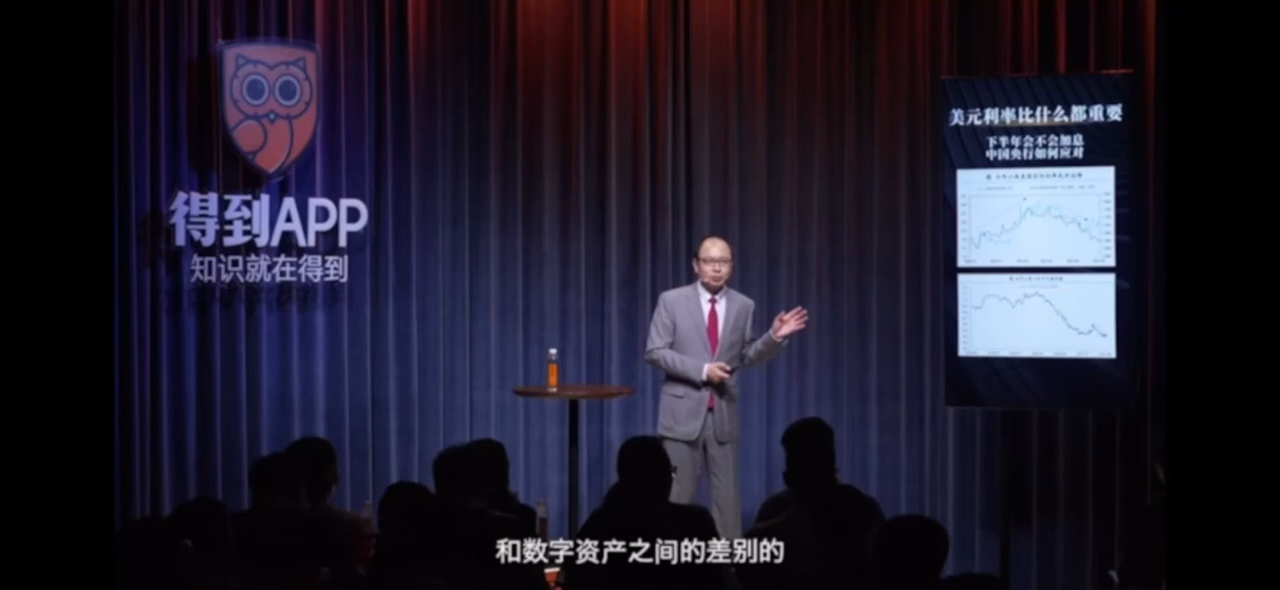 得到APP
知识就在得到
美元利率比什么都重要
下半年会不会加息
中国央行如何应对
和数字资产之间的差别的